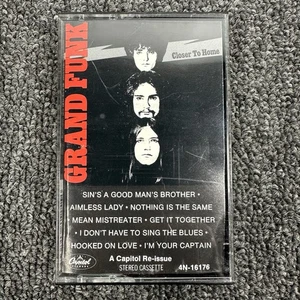 GRAND FUNK
Closer To Home
SIN'S A GOOD MAN'S BROTHER •
AIMLESS LADY • NOTHING IS THE SAME
• MEAN MISTREATER • GET IT TOGETHER
• I DON'T HAVE TO SING THE BLUES •
HOOKED ON LOVE • I'M YOUR CAPTAIN
Capitol
A Capitol Re-issue
STEREO CASSETTE
4N-16176